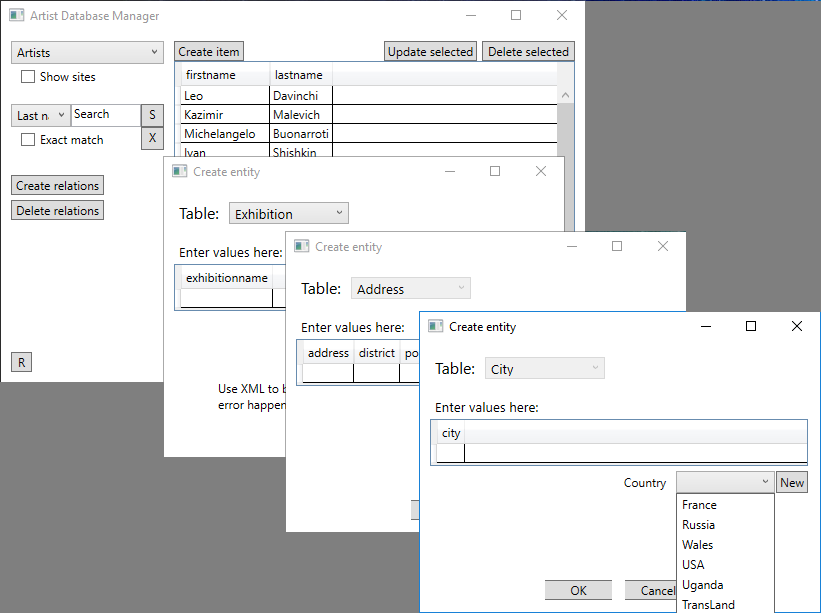 Artist Database Manager
Artists
Create item
Update selected
Delete selected
Show sites
firstname lastname
Leo Davinchi
Kazimir Malevich
Michelangelo Buonarroti
Ivan Shishkin
Last n
Search
S
Exact match
X
Create relations
Delete relations
R
Create entity
Table: Exhibition
Enter values here:
exhibitionname
Use XML to b
error happen
Create entity
Table: Address
Enter values here:
address district po
Create entity
Table: City
Enter values here:
city
Country
New
France
Russia
Wales
USA
Uganda
TransLand
OK
Cancel